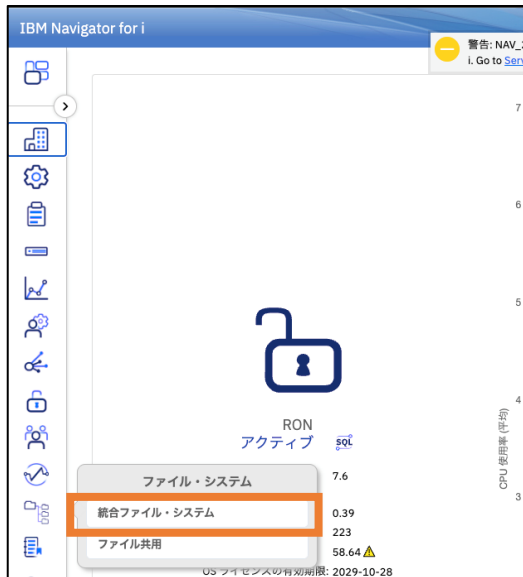 IBM Navigator for i
警告: NAV_
i. Go to Serv
7
6
5
4
CPU 使用率 (平均)
3
RON
アクティブ SQL
7.6
ファイル・システム
統合ファイル・システム
0.39
223
ファイル共用
58.64
OS ライセンスの有効期限: 2029-10-28